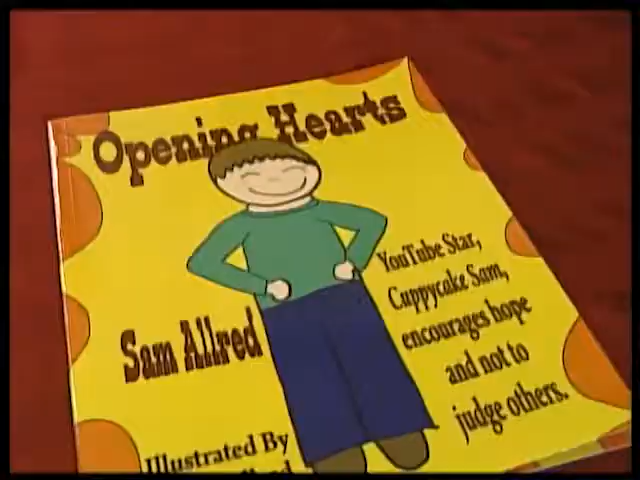 Opening Hearts
YouTube Star,
Cuppycake Sam,
encourages hope
and not to
judge others.
Sam Allred
Illustrated By